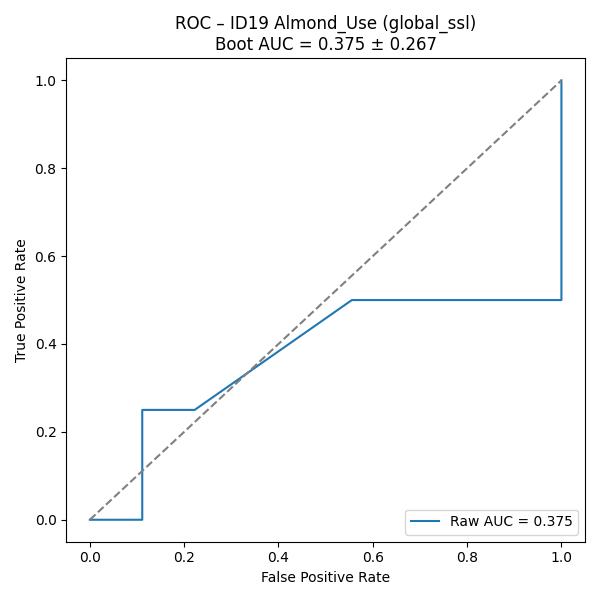 ROC – ID19 Almond_Use (global_ssl)
Boot AUC = 0.375 ± 0.267
True Positive Rate
1.0
0.8
0.6
0.4
0.2
0.0
0.0 0.2 0.4 0.6 0.8 1.0
False Positive Rate
Raw AUC = 0.375